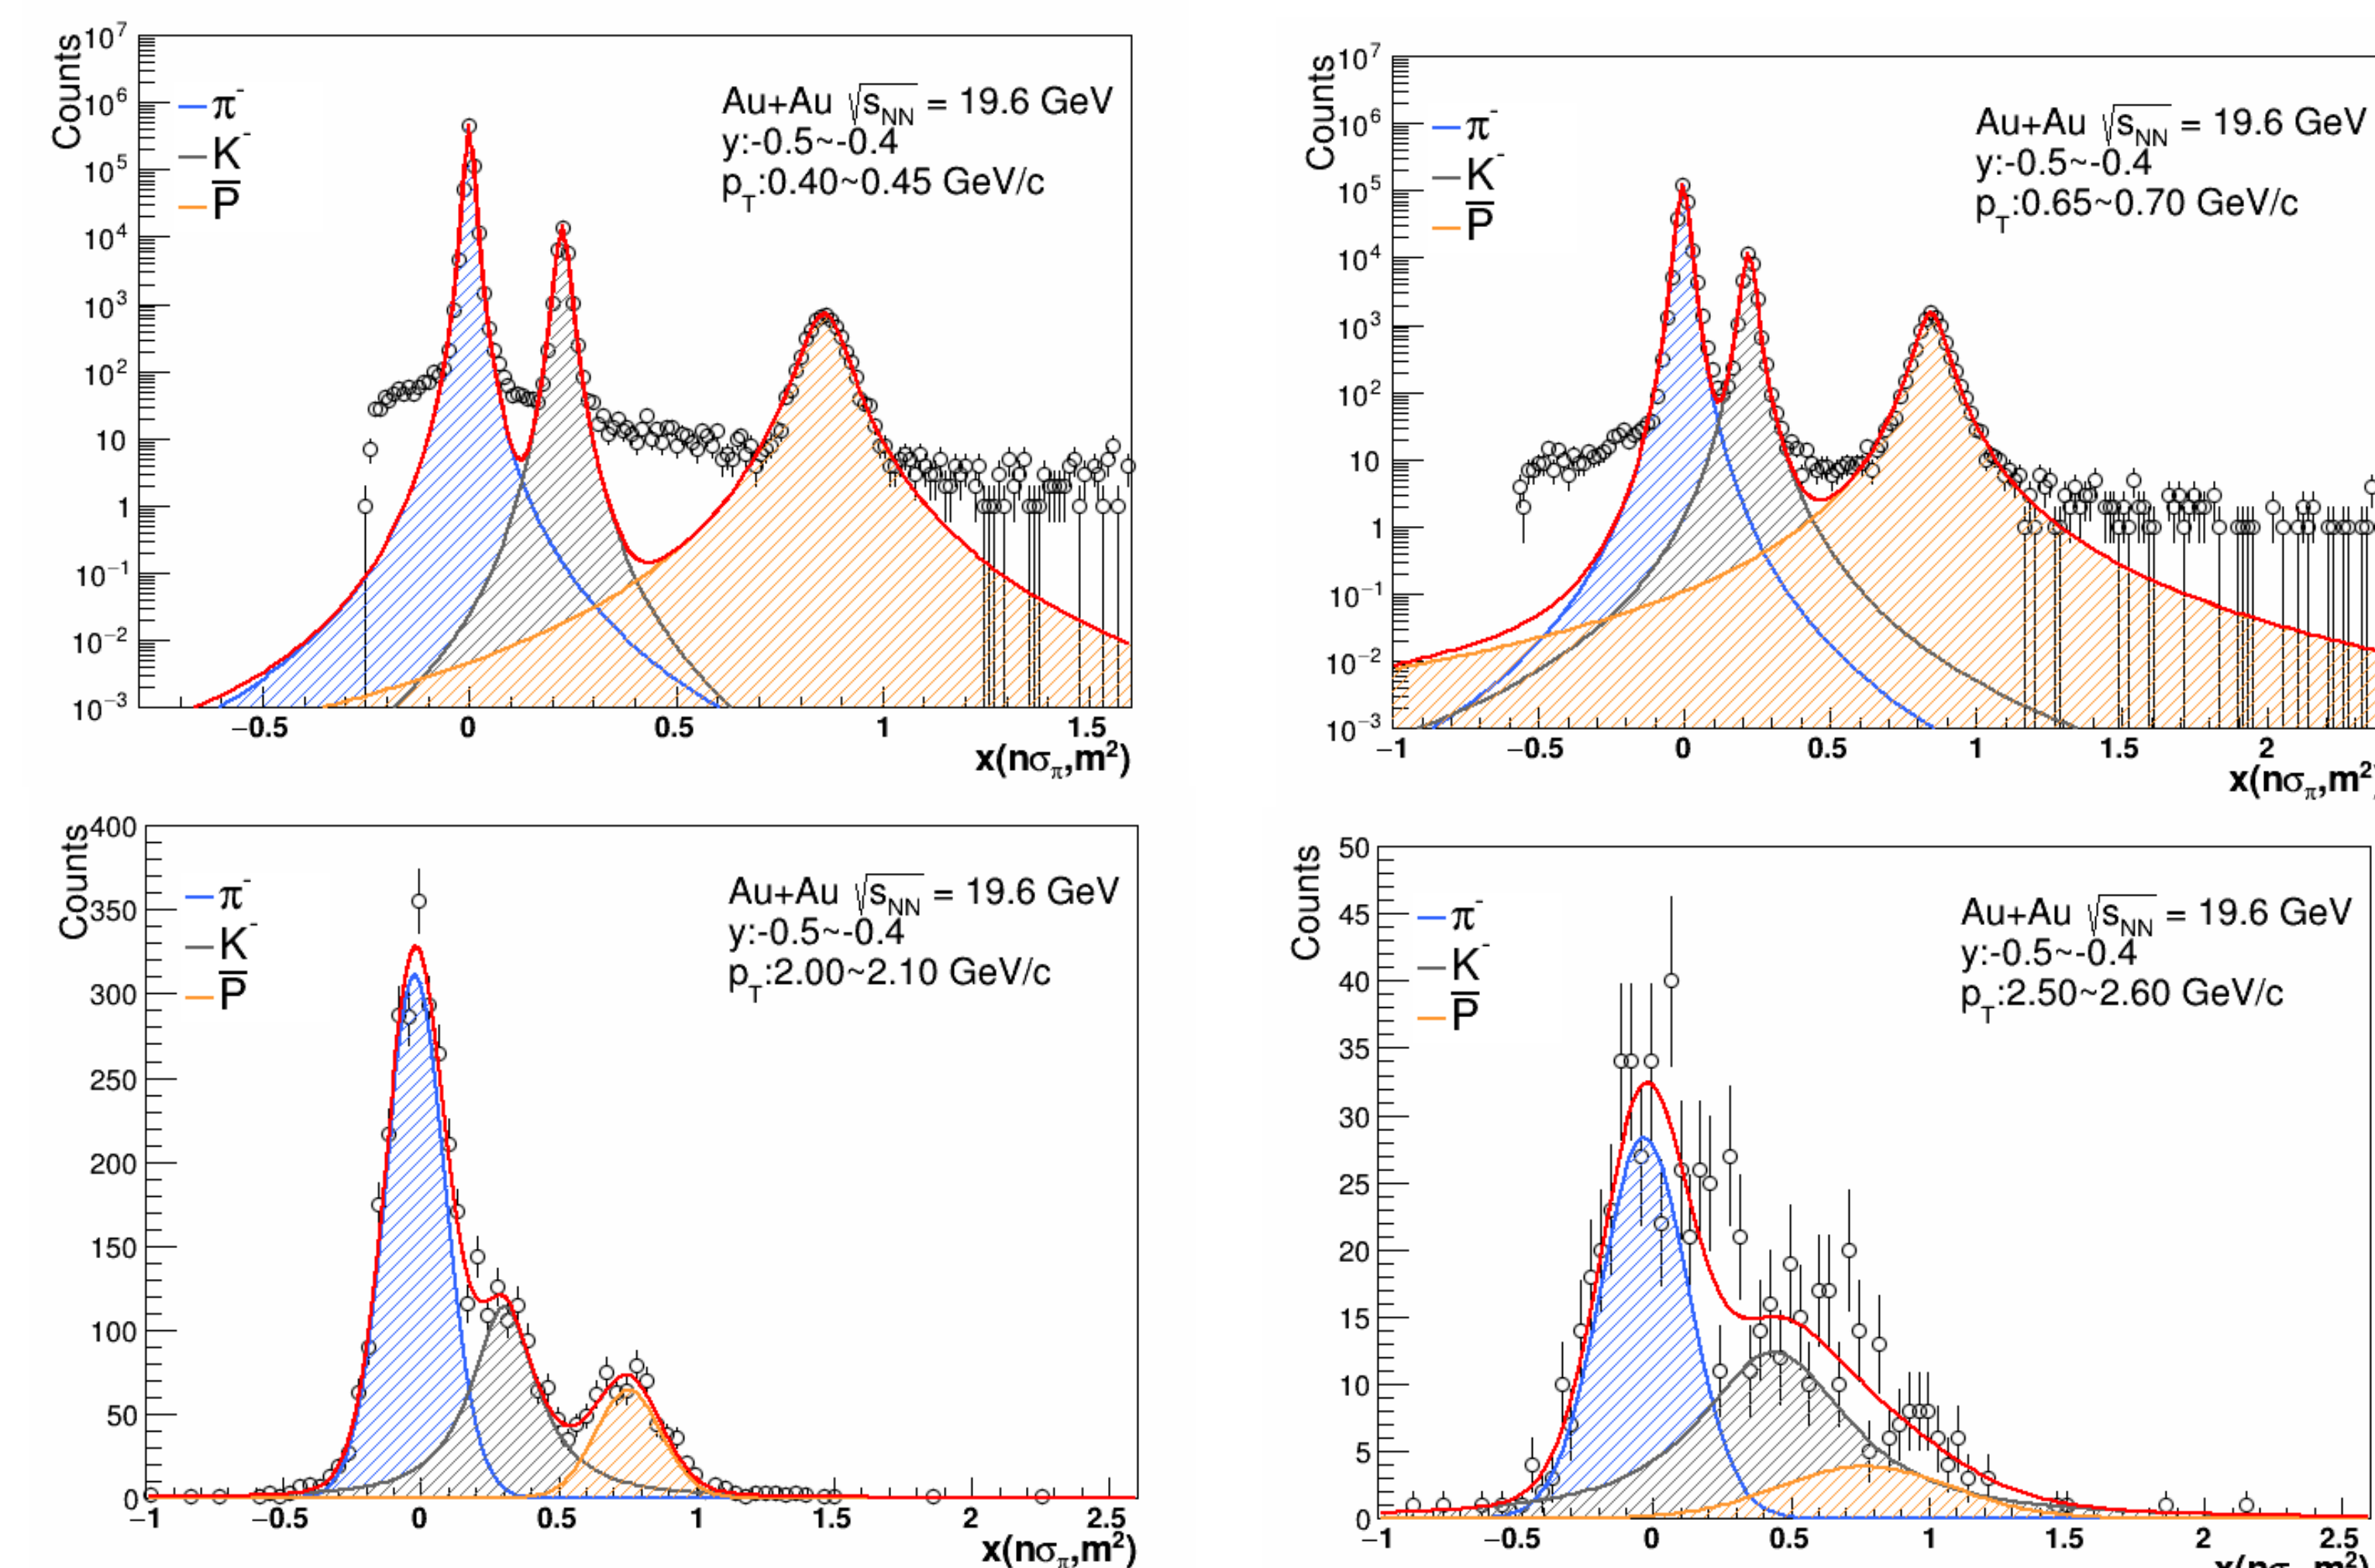 Counts
10⁷
10⁶
10⁵
10⁴
10³
10²
10
1
10⁻¹
10⁻²
10⁻³
π⁻
K⁻
P̅
Au+Au √s_NN = 19.6 GeV
y:-0.5~-0.4
p_T:0.40~0.45 GeV/c
−0.5 0 0.5 1 1.5
x(nσ_π,m²)
Counts
10⁷
10⁶
10⁵
10⁴
10³
10²
10
1
10⁻¹
10⁻²
10⁻³
π⁻
K⁻
P̅
Au+Au √s_NN = 19.6 GeV
y:-0.5~-0.4
p_T:0.65~0.70 GeV/c
−1 −0.5 0 0.5 1 1.5 2
x(nσ_π,m²
Counts
400
350
300
250
200
150
100
50
0
π⁻
K⁻
P̅
Au+Au √s_NN = 19.6 GeV
y:-0.5~-0.4
p_T:2.00~2.10 GeV/c
−1 −0.5 0 0.5 1 1.5 2 2.5
x(nσ_π,m²)
Counts
50
45
40
35
30
25
20
15
10
5
0
π⁻
K⁻
P̅
Au+Au √s_NN = 19.6 GeV
y:-0.5~-0.4
p_T:2.50~2.60 GeV/c
−1 −0.5 0 0.5 1 1.5 2 2.5